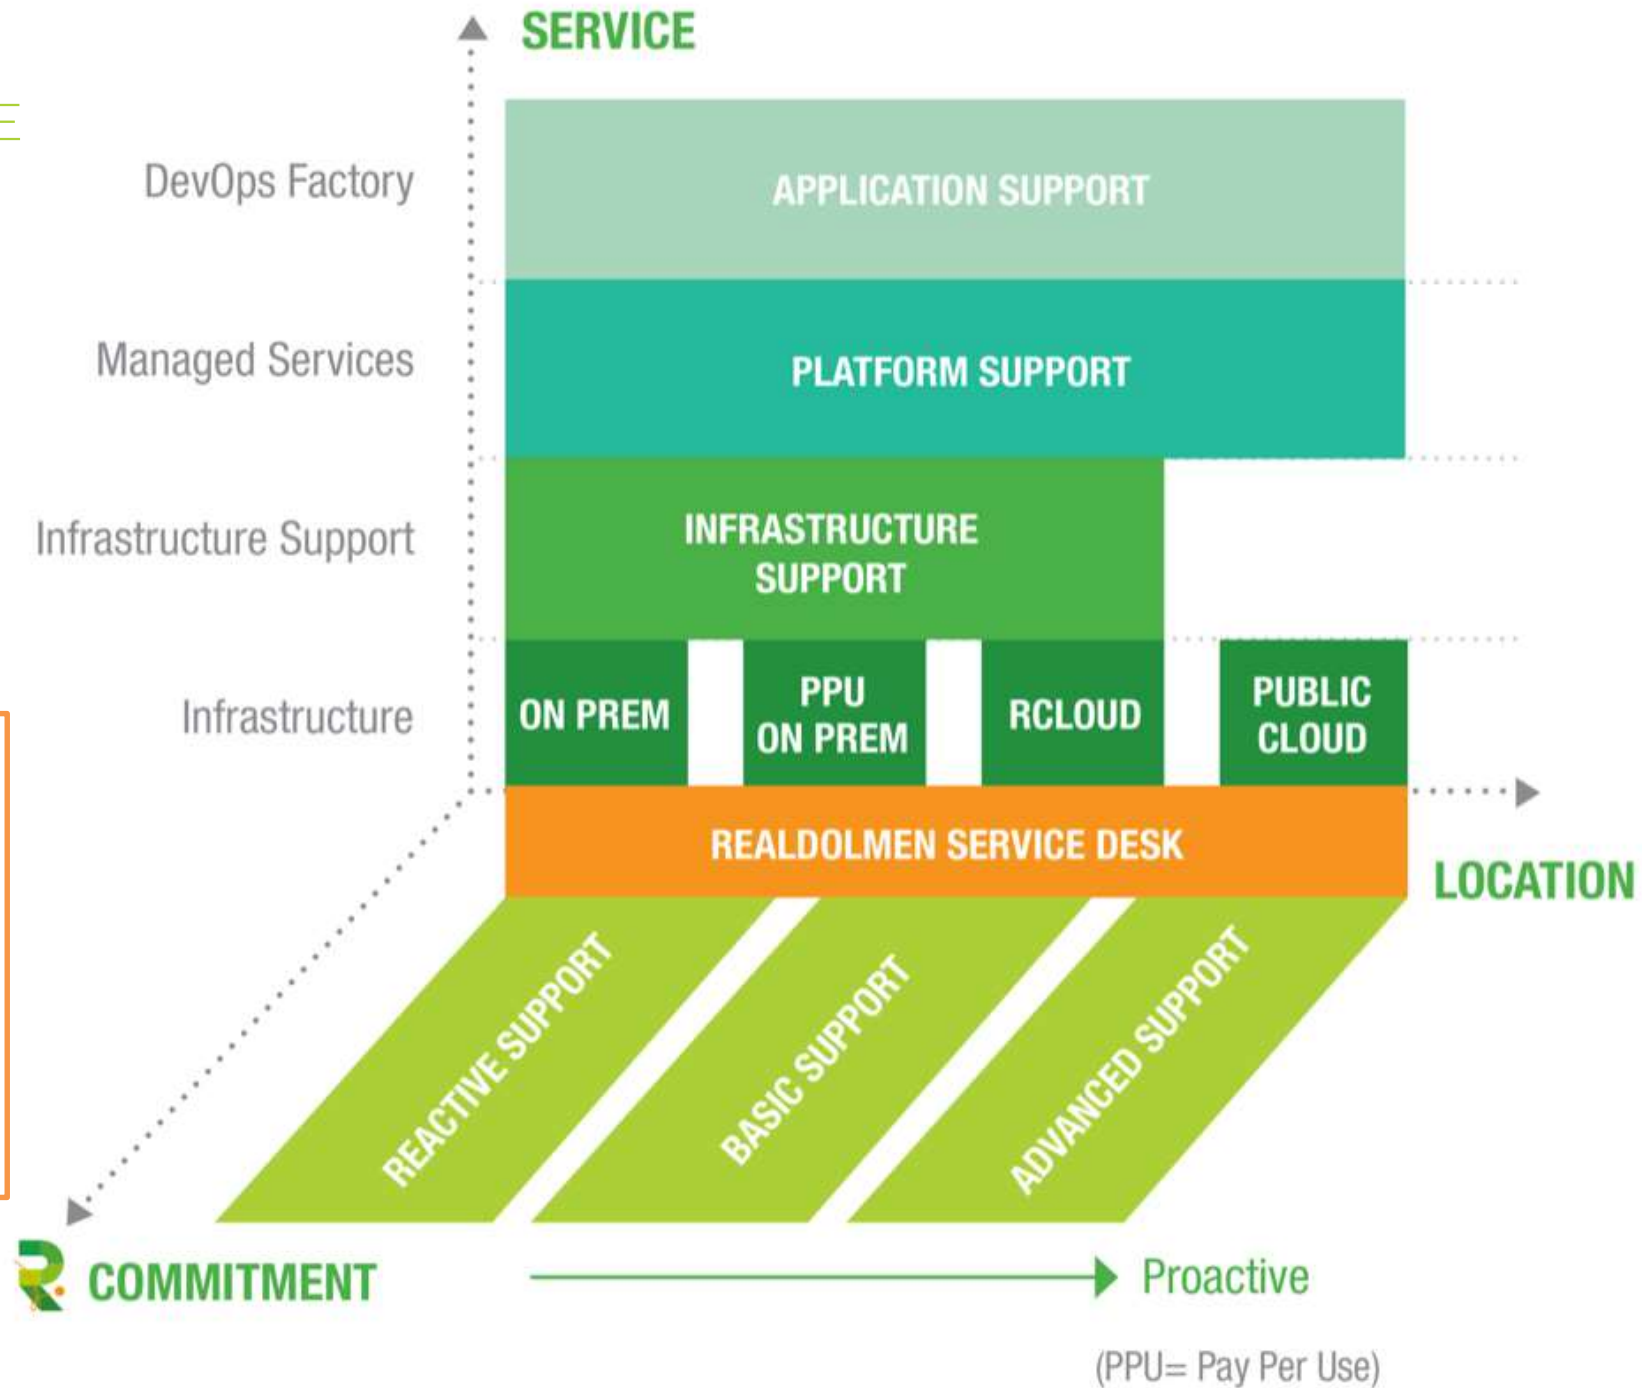 SERVICE
DevOps Factory
APPLICATION SUPPORT
Managed Services
PLATFORM SUPPORT
Infrastructure Support
INFRASTRUCTURE
SUPPORT
Infrastructure
ON PREM
PPU
ON PREM
RCLOUD
PUBLIC
CLOUD
REALDOLMEN SERVICE DESK
LOCATION
REACTIVE SUPPORT
BASIC SUPPORT
ADVANCED SUPPORT
COMMITMENT
Proactive
(PPU= Pay Per Use)